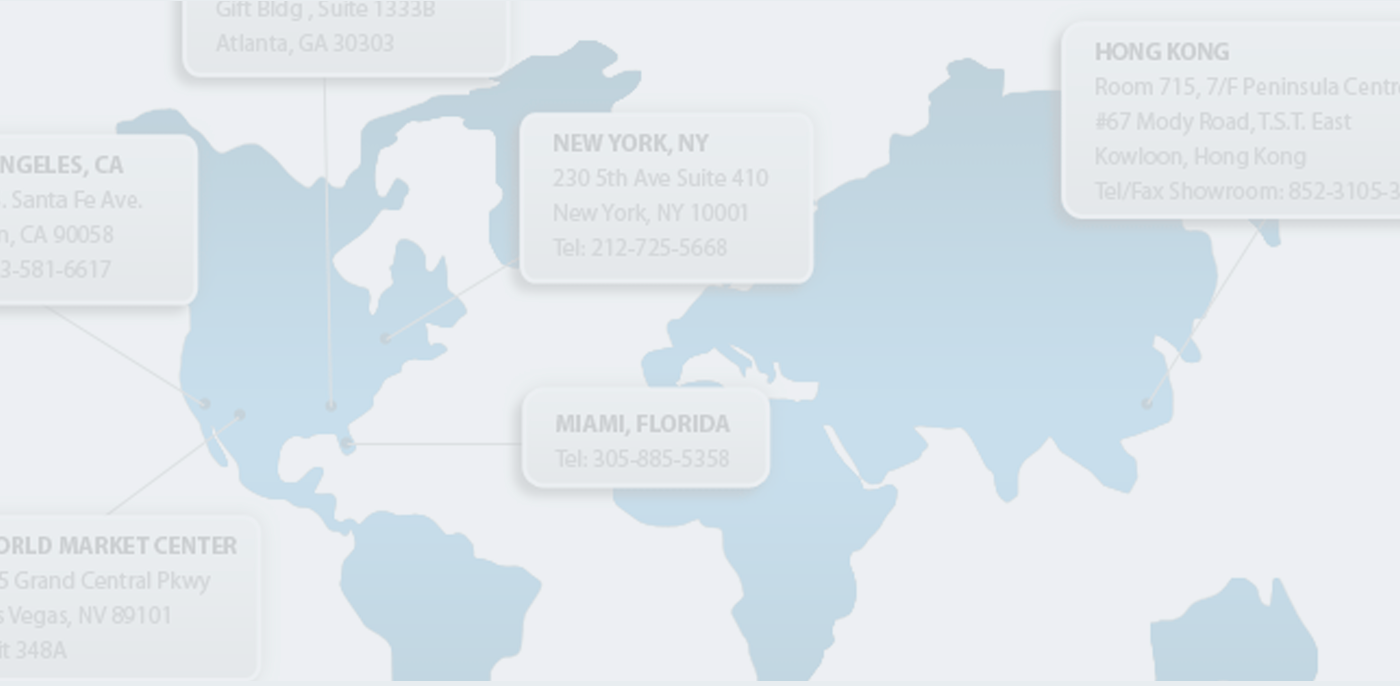 Gift Bldg , Suite 1333B
Atlanta, GA 30303
NGELES, CA
. Santa Fe Ave.
n, CA 90058
3-581-6617
NEW YORK, NY
230 5th Ave Suite 410
New York, NY 10001
Tel: 212-725-5668
HONG KONG
Room 715, 7/F Peninsula Centr
#67 Mody Road, T.S.T. East
Kowloon, Hong Kong
Tel/Fax Showroom: 852-3105-3
MIAMI, FLORIDA
Tel: 305-885-5358
ORLD MARKET CENTER
5 Grand Central Pkwy
s Vegas, NV 89101
it 348A